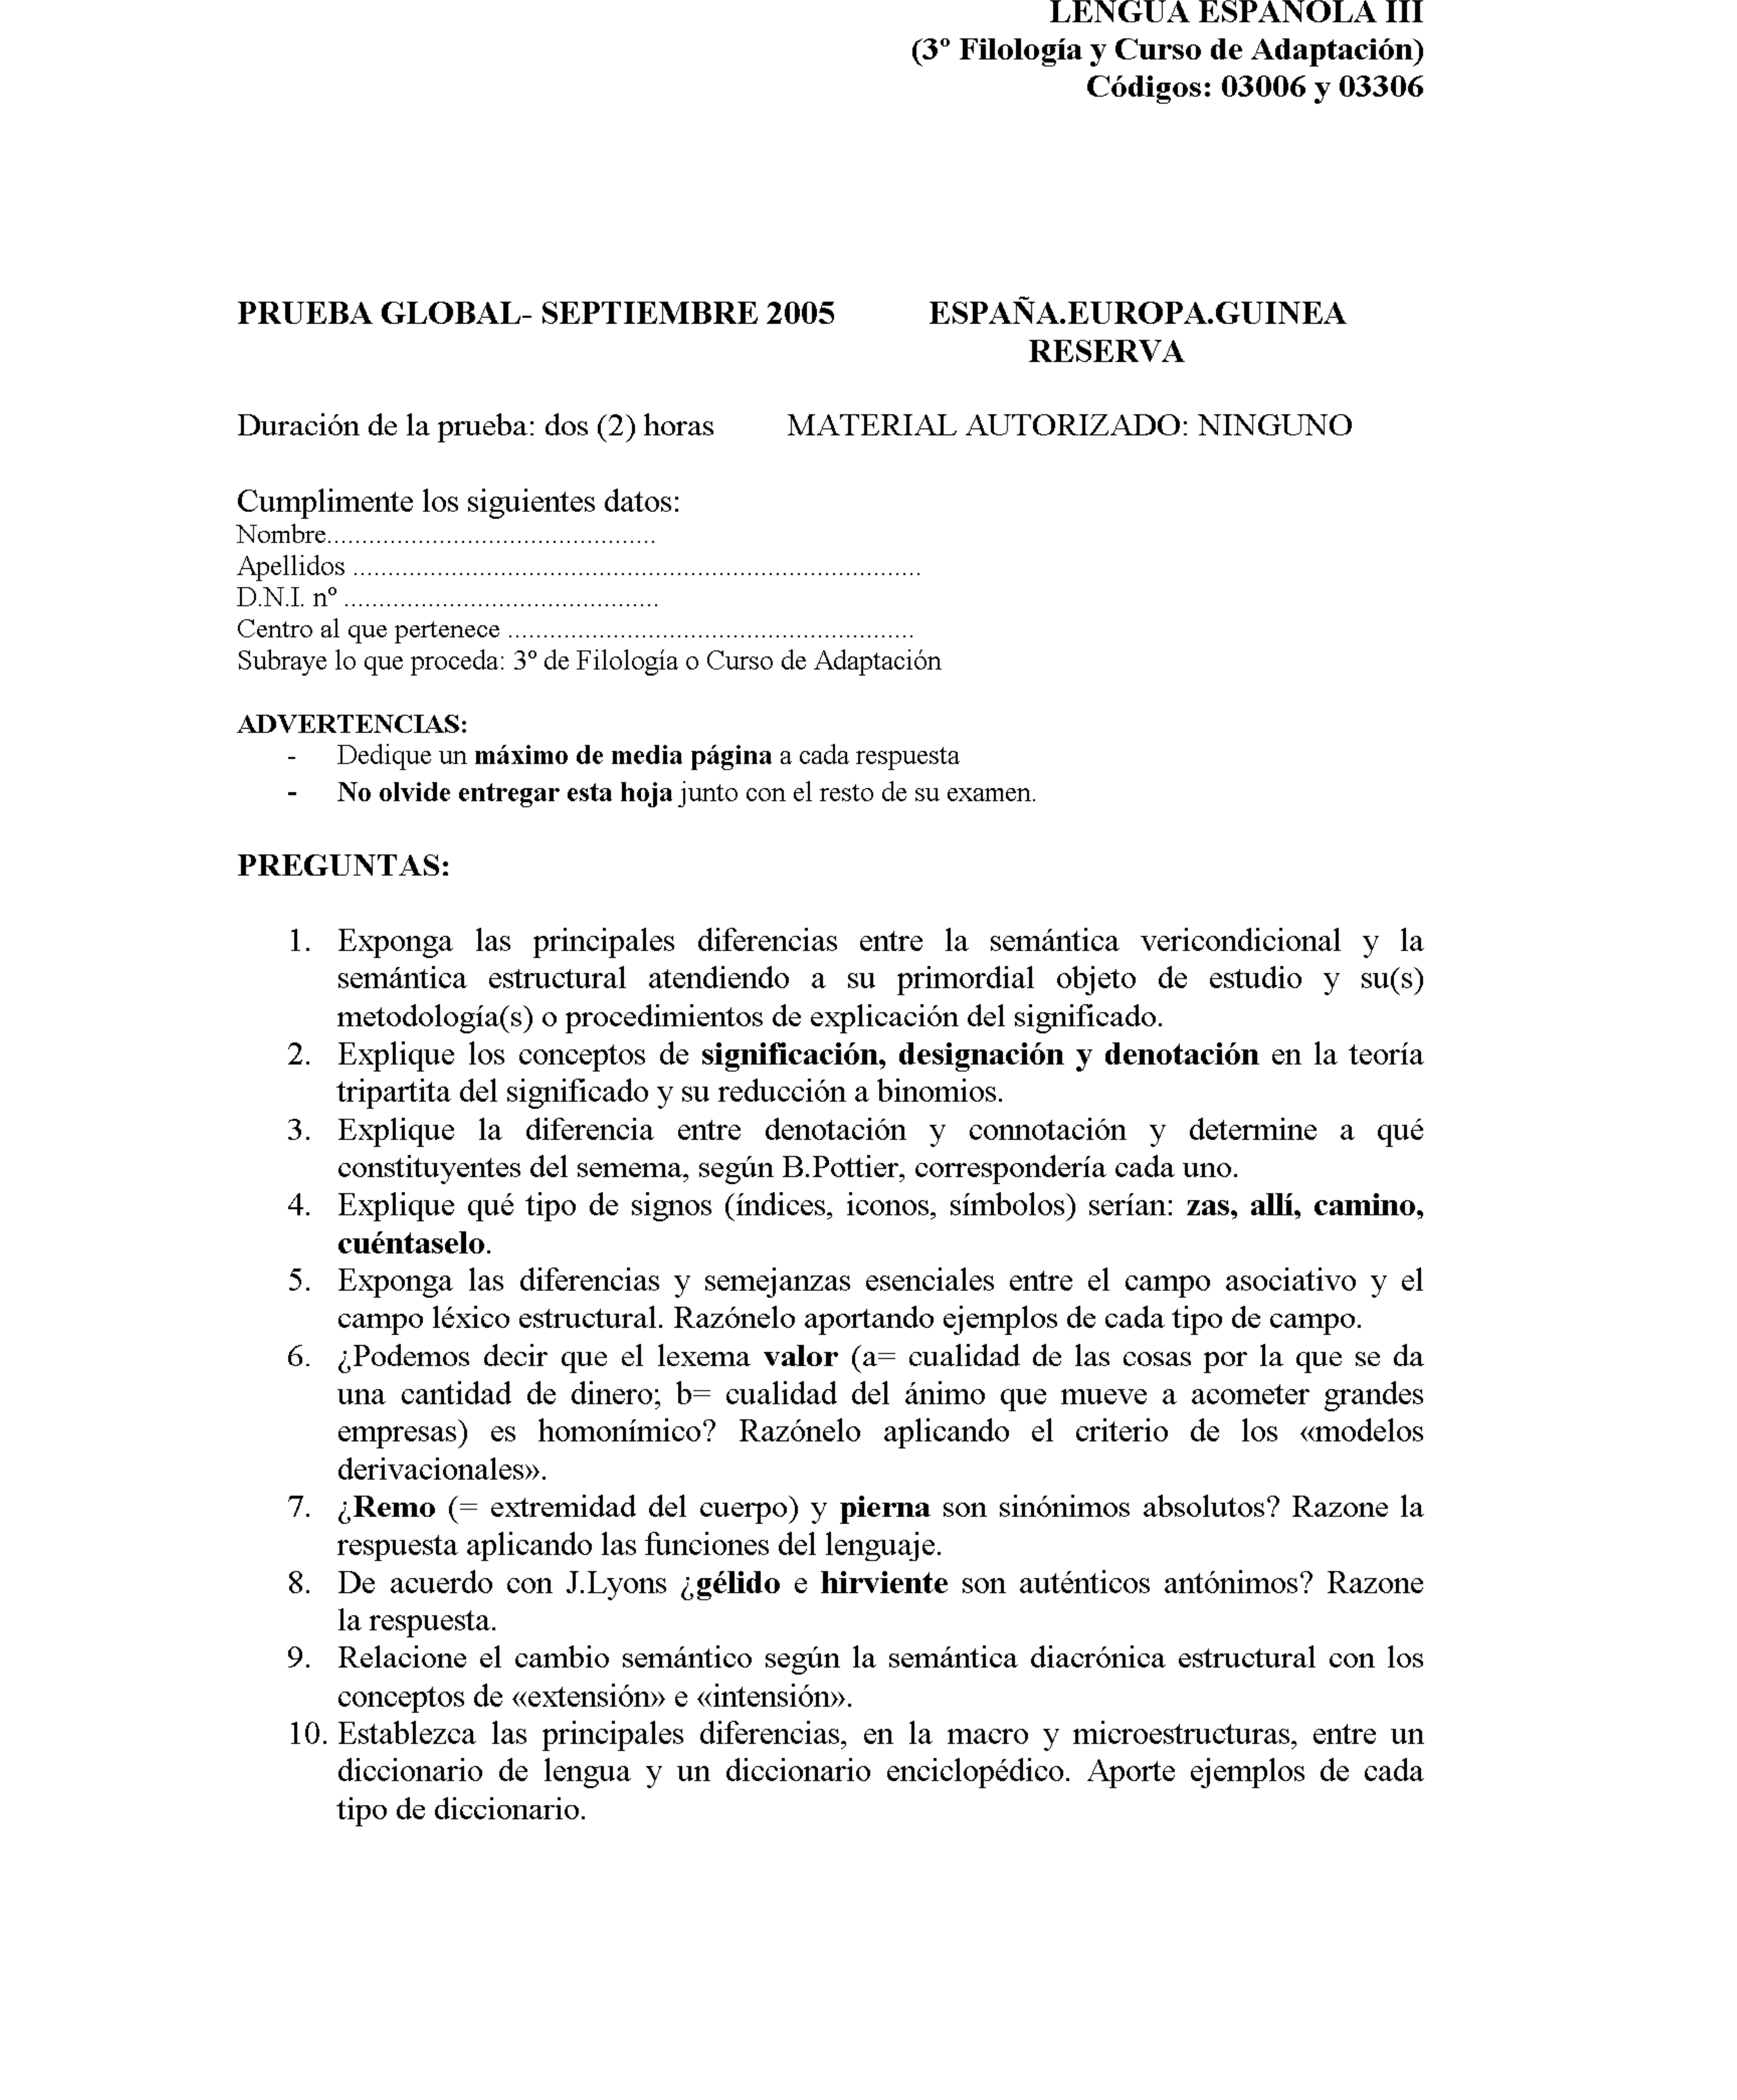 LENGUA ESPAÑOLA III
(3º Filología y Curso de Adaptación)
Códigos: 03006 y 03306
PRUEBA GLOBAL- SEPTIEMBRE 2005 ESPAÑA.EUROPA.GUINEA
RESERVA
Duración de la prueba: dos (2) horas MATERIAL AUTORIZADO: NINGUNO
Cumplimente los siguientes datos:
Nombre...............................................
Apellidos .................................................................................
D.N.I. nº .............................................
Centro al que pertenece ..........................................................
Subraye lo que proceda: 3º de Filología o Curso de Adaptación
ADVERTENCIAS:
- Dedique un máximo de media página a cada respuesta
- No olvide entregar esta hoja junto con el resto de su examen.
PREGUNTAS:
1. Exponga las principales diferencias entre la semántica vericondicional y la
semántica estructural atendiendo a su primordial objeto de estudio y su(s)
metodología(s) o procedimientos de explicación del significado.
2. Explique los conceptos de significación, designación y denotación en la teoría
tripartita del significado y su reducción a binomios.
3. Explique la diferencia entre denotación y connotación y determine a qué
constituyentes del semema, según B.Pottier, correspondería cada uno.
4. Explique qué tipo de signos (índices, iconos, símbolos) serían: zas, allí, camino,
cuéntaselo.
5. Exponga las diferencias y semejanzas esenciales entre el campo asociativo y el
campo léxico estructural. Razónelo aportando ejemplos de cada tipo de campo.
6. ¿Podemos decir que el lexema valor (a= cualidad de las cosas por la que se da
una cantidad de dinero; b= cualidad del ánimo que mueve a acometer grandes
empresas) es homonímico? Razónelo aplicando el criterio de los «modelos
derivacionales».
7. ¿Remo (= extremidad del cuerpo) y pierna son sinónimos absolutos? Razone la
respuesta aplicando las funciones del lenguaje.
8. De acuerdo con J.Lyons ¿gélido e hirviente son auténticos antónimos? Razone
la respuesta.
9. Relacione el cambio semántico según la semántica diacrónica estructural con los
conceptos de «extensión» e «intensión».
10. Establezca las principales diferencias, en la macro y microestructuras, entre un
diccionario de lengua y un diccionario enciclopédico. Aporte ejemplos de cada
tipo de diccionario.